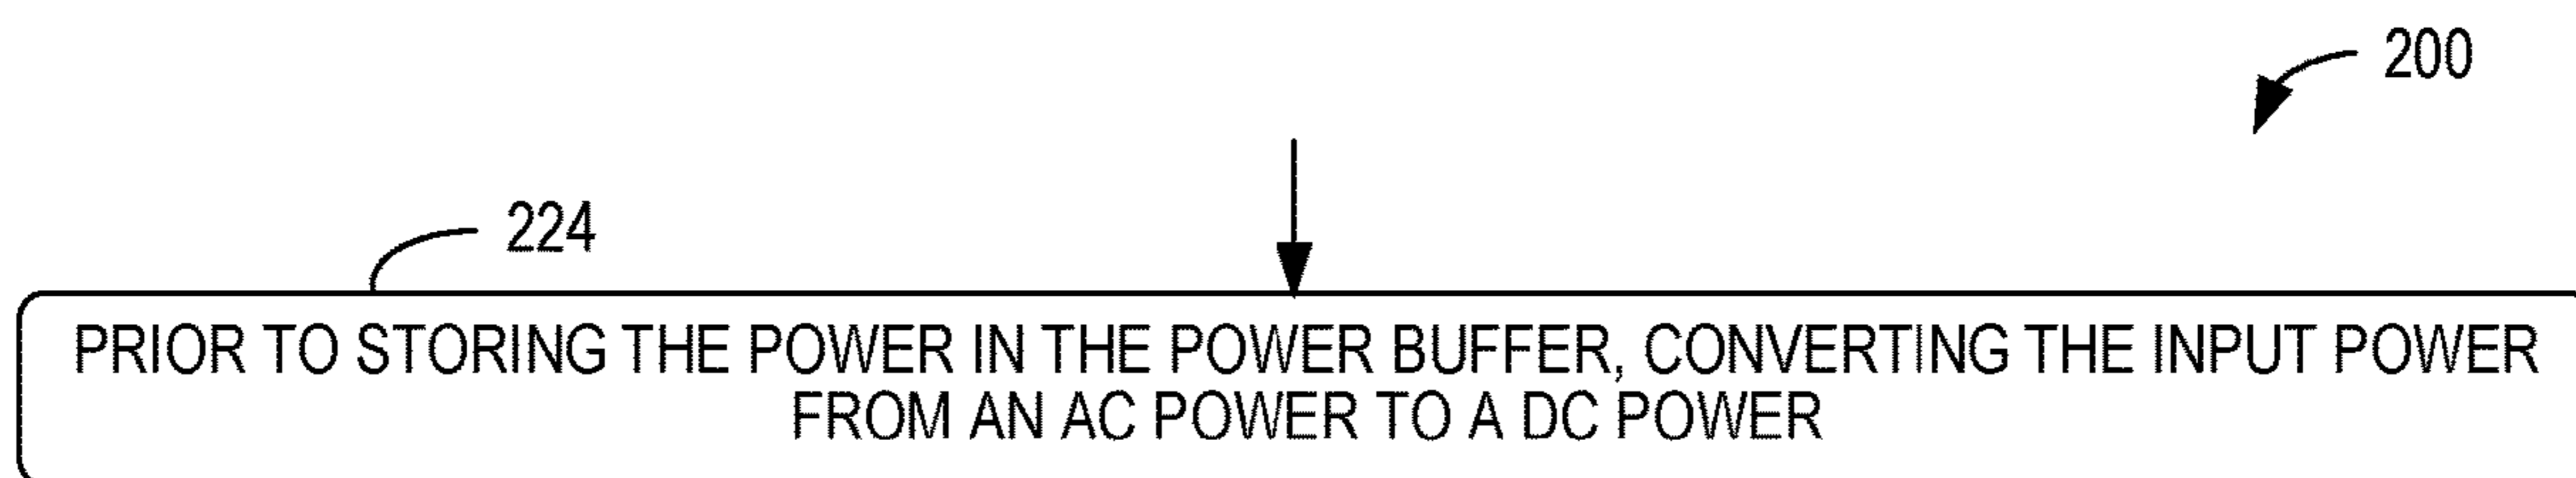 200
224
PRIOR TO STORING THE POWER IN THE POWER BUFFER, CONVERTING THE INPUT POWER
FROM AN AC POWER TO A DC POWER